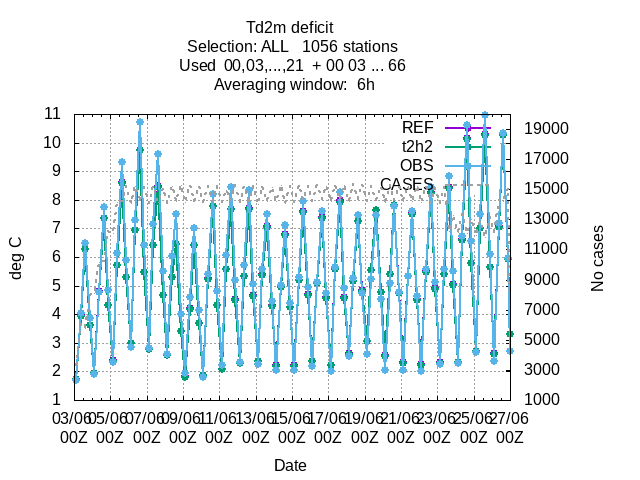 Td2m deficit
Selection: ALL   1056 stations
Used  00,03,...,21  + 00 03 ... 66
Averaging window:  6h
REF
t2h2
OBS
CASES
11
10
9
8
7
6
5
4
3
2
1
deg C
19000
17000
15000
13000
11000
9000
7000
5000
3000
1000
No cases
03/06 05/06 07/06 09/06 11/06 13/06 15/06 17/06 19/06 21/06 23/06 25/06 27/06
00Z 00Z 00Z 00Z 00Z 00Z 00Z 00Z 00Z 00Z 00Z 00Z 00Z
Date